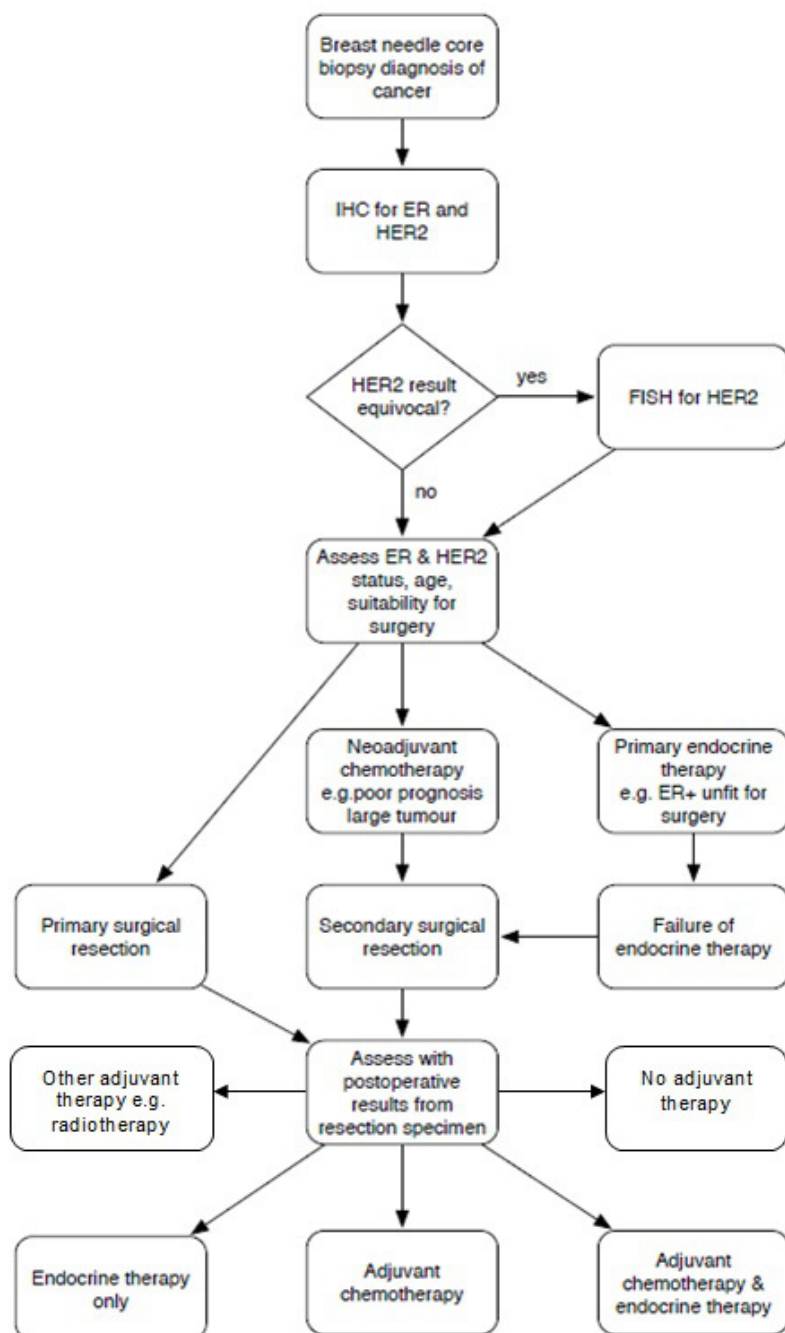 Breast needle core
biopsy diagnosis of
cancer
IHC for ER and
HER2
HER2 result
equivocal?
yes
FISH for HER2
no
Assess ER & HER2
status, age,
suitability for
surgery
Neoadjuvant
chemotherapy
e.g.poor prognosis
large tumour
Primary endocrine
therapy
e.g. ER+ unfit for
surgery
Primary surgical
resection
Secondary surgical
resection
Failure of
endocrine therapy
Other adjuvant
therapy e.g.
radiotherapy
Assess with
postoperative
results from
resection specimen
No adjuvant
therapy
Endocrine therapy
only
Adjuvant
chemotherapy
Adjuvant
chemotherapy &
endocrine therapy